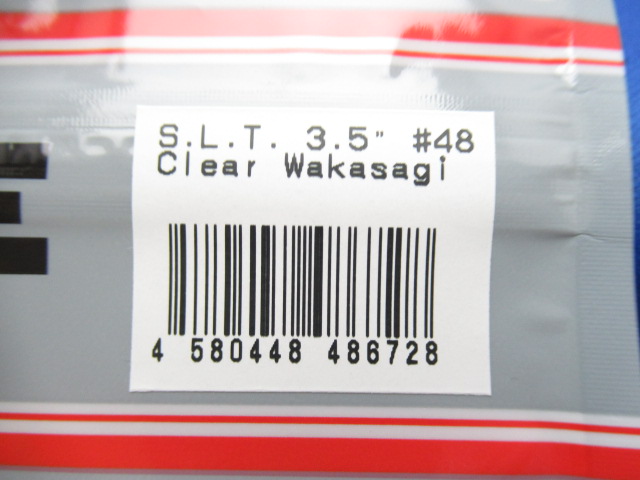 S.L.T. 3.5" #48
Clear Wakasagi
4 580448 486728